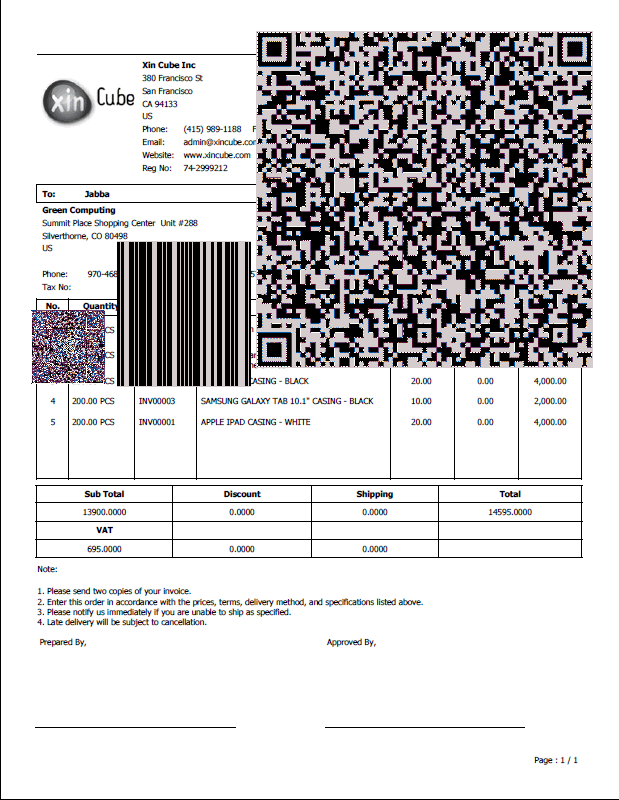 Xin Cube Inc
380 Francisco St
San Francisco
CA 94133
US
Phone: (415) 989-1188
Email:
Website: www.xincube.com
Reg No: 74-2999212
xin Cube
To: Jabba
Green Computing
Summit Place Shopping Center Unit #288
Silverthorne, CO 80498
US
Phone: 970-468
Tax No:
No. Quantity
CS
CS
CS CASING - BLACK 20.00 0.00 4,000.00
4 200.00 PCS INV00003 SAMSUNG GALAXY TAB 10.1" CASING - BLACK 10.00 0.00 2,000.00
5 200.00 PCS INV00001 APPLE IPAD CASING - WHITE 20.00 0.00 4,000.00
Sub Total Discount Shipping Total
13900.0000 0.0000 0.0000 14595.0000
VAT
695.0000 0.0000 0.0000
Note:
1. Please send two copies of your invoice.
2. Enter this order in accordance with the prices, terms, delivery method, and specifications listed above.
3. Please notify us immediately if you are unable to ship as specified.
4. Late delivery will be subject to cancellation.
Prepared By, Approved By,
Page : 1 / 1